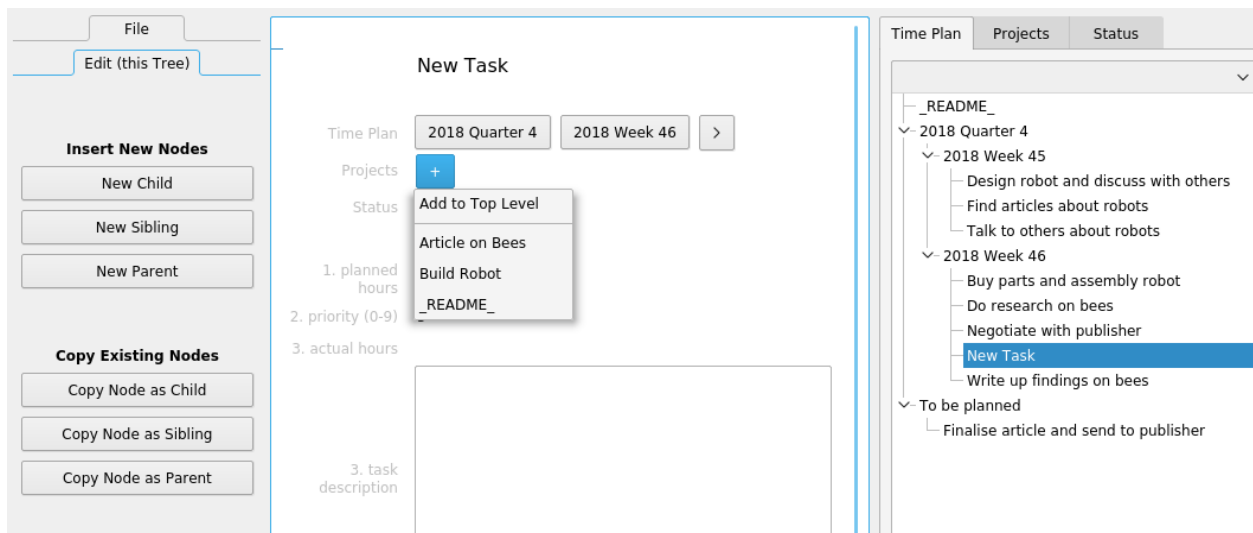 File
Edit (this Tree)
Insert New Nodes
New Child
New Sibling
New Parent
Copy Existing Nodes
Copy Node as Child
Copy Node as Sibling
Copy Node as Parent
New Task
Time Plan
2018 Quarter 4
2018 Week 46
>
Projects
+
Status
Add to Top Level
Article on Bees
Build Robot
_README_
1. planned
hours
2. priority (0-9)
3. actual hours
3. task
description
Time Plan
Projects
Status
_README_
2018 Quarter 4
2018 Week 45
Design robot and discuss with others
Find articles about robots
Talk to others about robots
2018 Week 46
Buy parts and assembly robot
Do research on bees
Negotiate with publisher
New Task
Write up findings on bees
To be planned
Finalise article and send to publisher